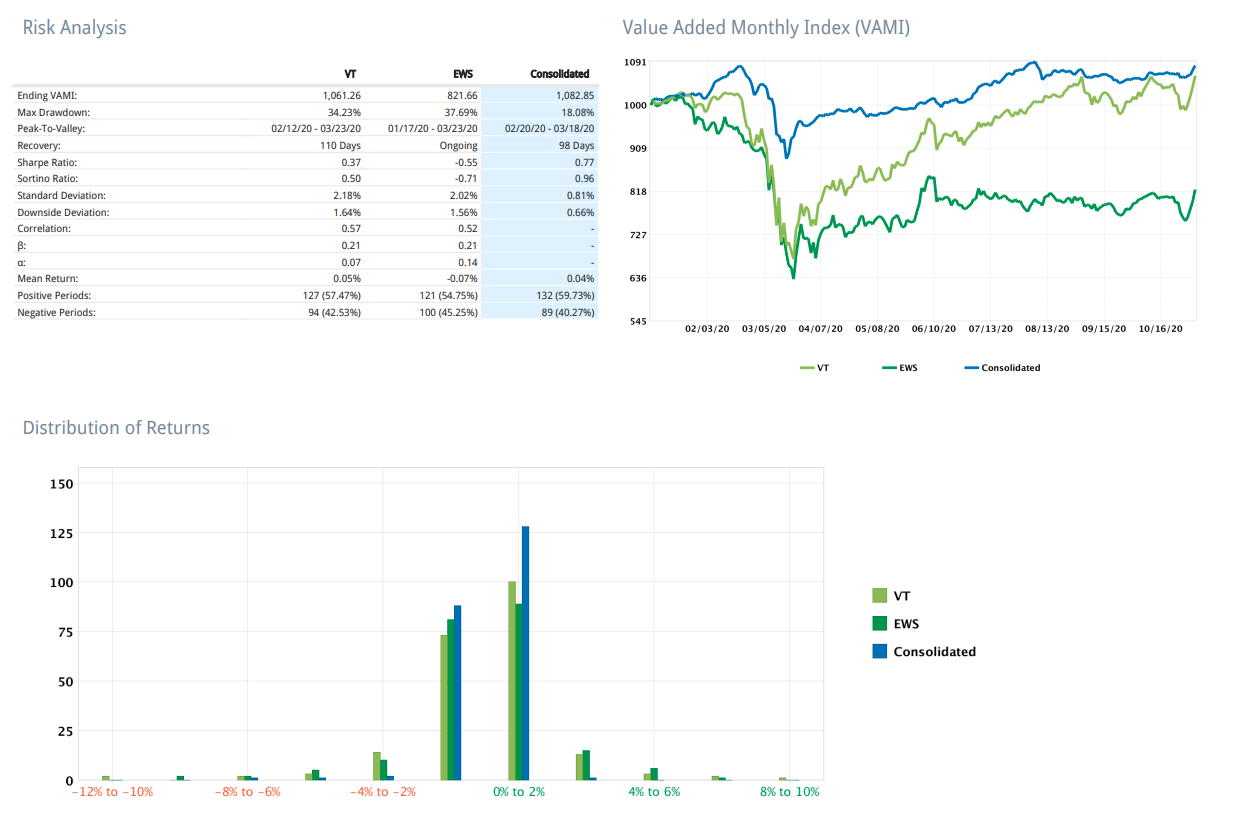 Risk Analysis
VT EWS Consolidated
Ending VAMI: 1,061.26 821.66 1,082.85
Max Drawdown: 34.23% 37.69% 18.08%
Peak-To-Valley: 02/12/20 - 03/23/20 01/17/20 - 03/23/20 02/20/20 - 03/18/20
Recovery: 110 Days Ongoing 98 Days
Sharpe Ratio: 0.37 -0.55 0.77
Sortino Ratio: 0.50 -0.71 0.96
Standard Deviation: 2.18% 2.02% 0.81%
Downside Deviation: 1.64% 1.56% 0.66%
Correlation: 0.57 0.52 -
β: 0.21 0.21 -
α: 0.07 0.14 -
Mean Return: 0.05% -0.07% 0.04%
Positive Periods: 127 (57.47%) 121 (54.75%) 132 (59.73%)
Negative Periods: 94 (42.53%) 100 (45.25%) 89 (40.27%)
Value Added Monthly Index (VAMI)
1091
1000
909
818
727
636
545
02/03/20 03/05/20 04/07/20 05/08/20 06/10/20 07/13/20 08/13/20 09/15/20 10/16/20
VT EWS Consolidated
Distribution of Returns
150
125
100
75
50
25
0
−12% to −10% −8% to −6% −4% to −2% 0% to 2% 4% to 6% 8% to 10%
VT
EWS
Consolidated